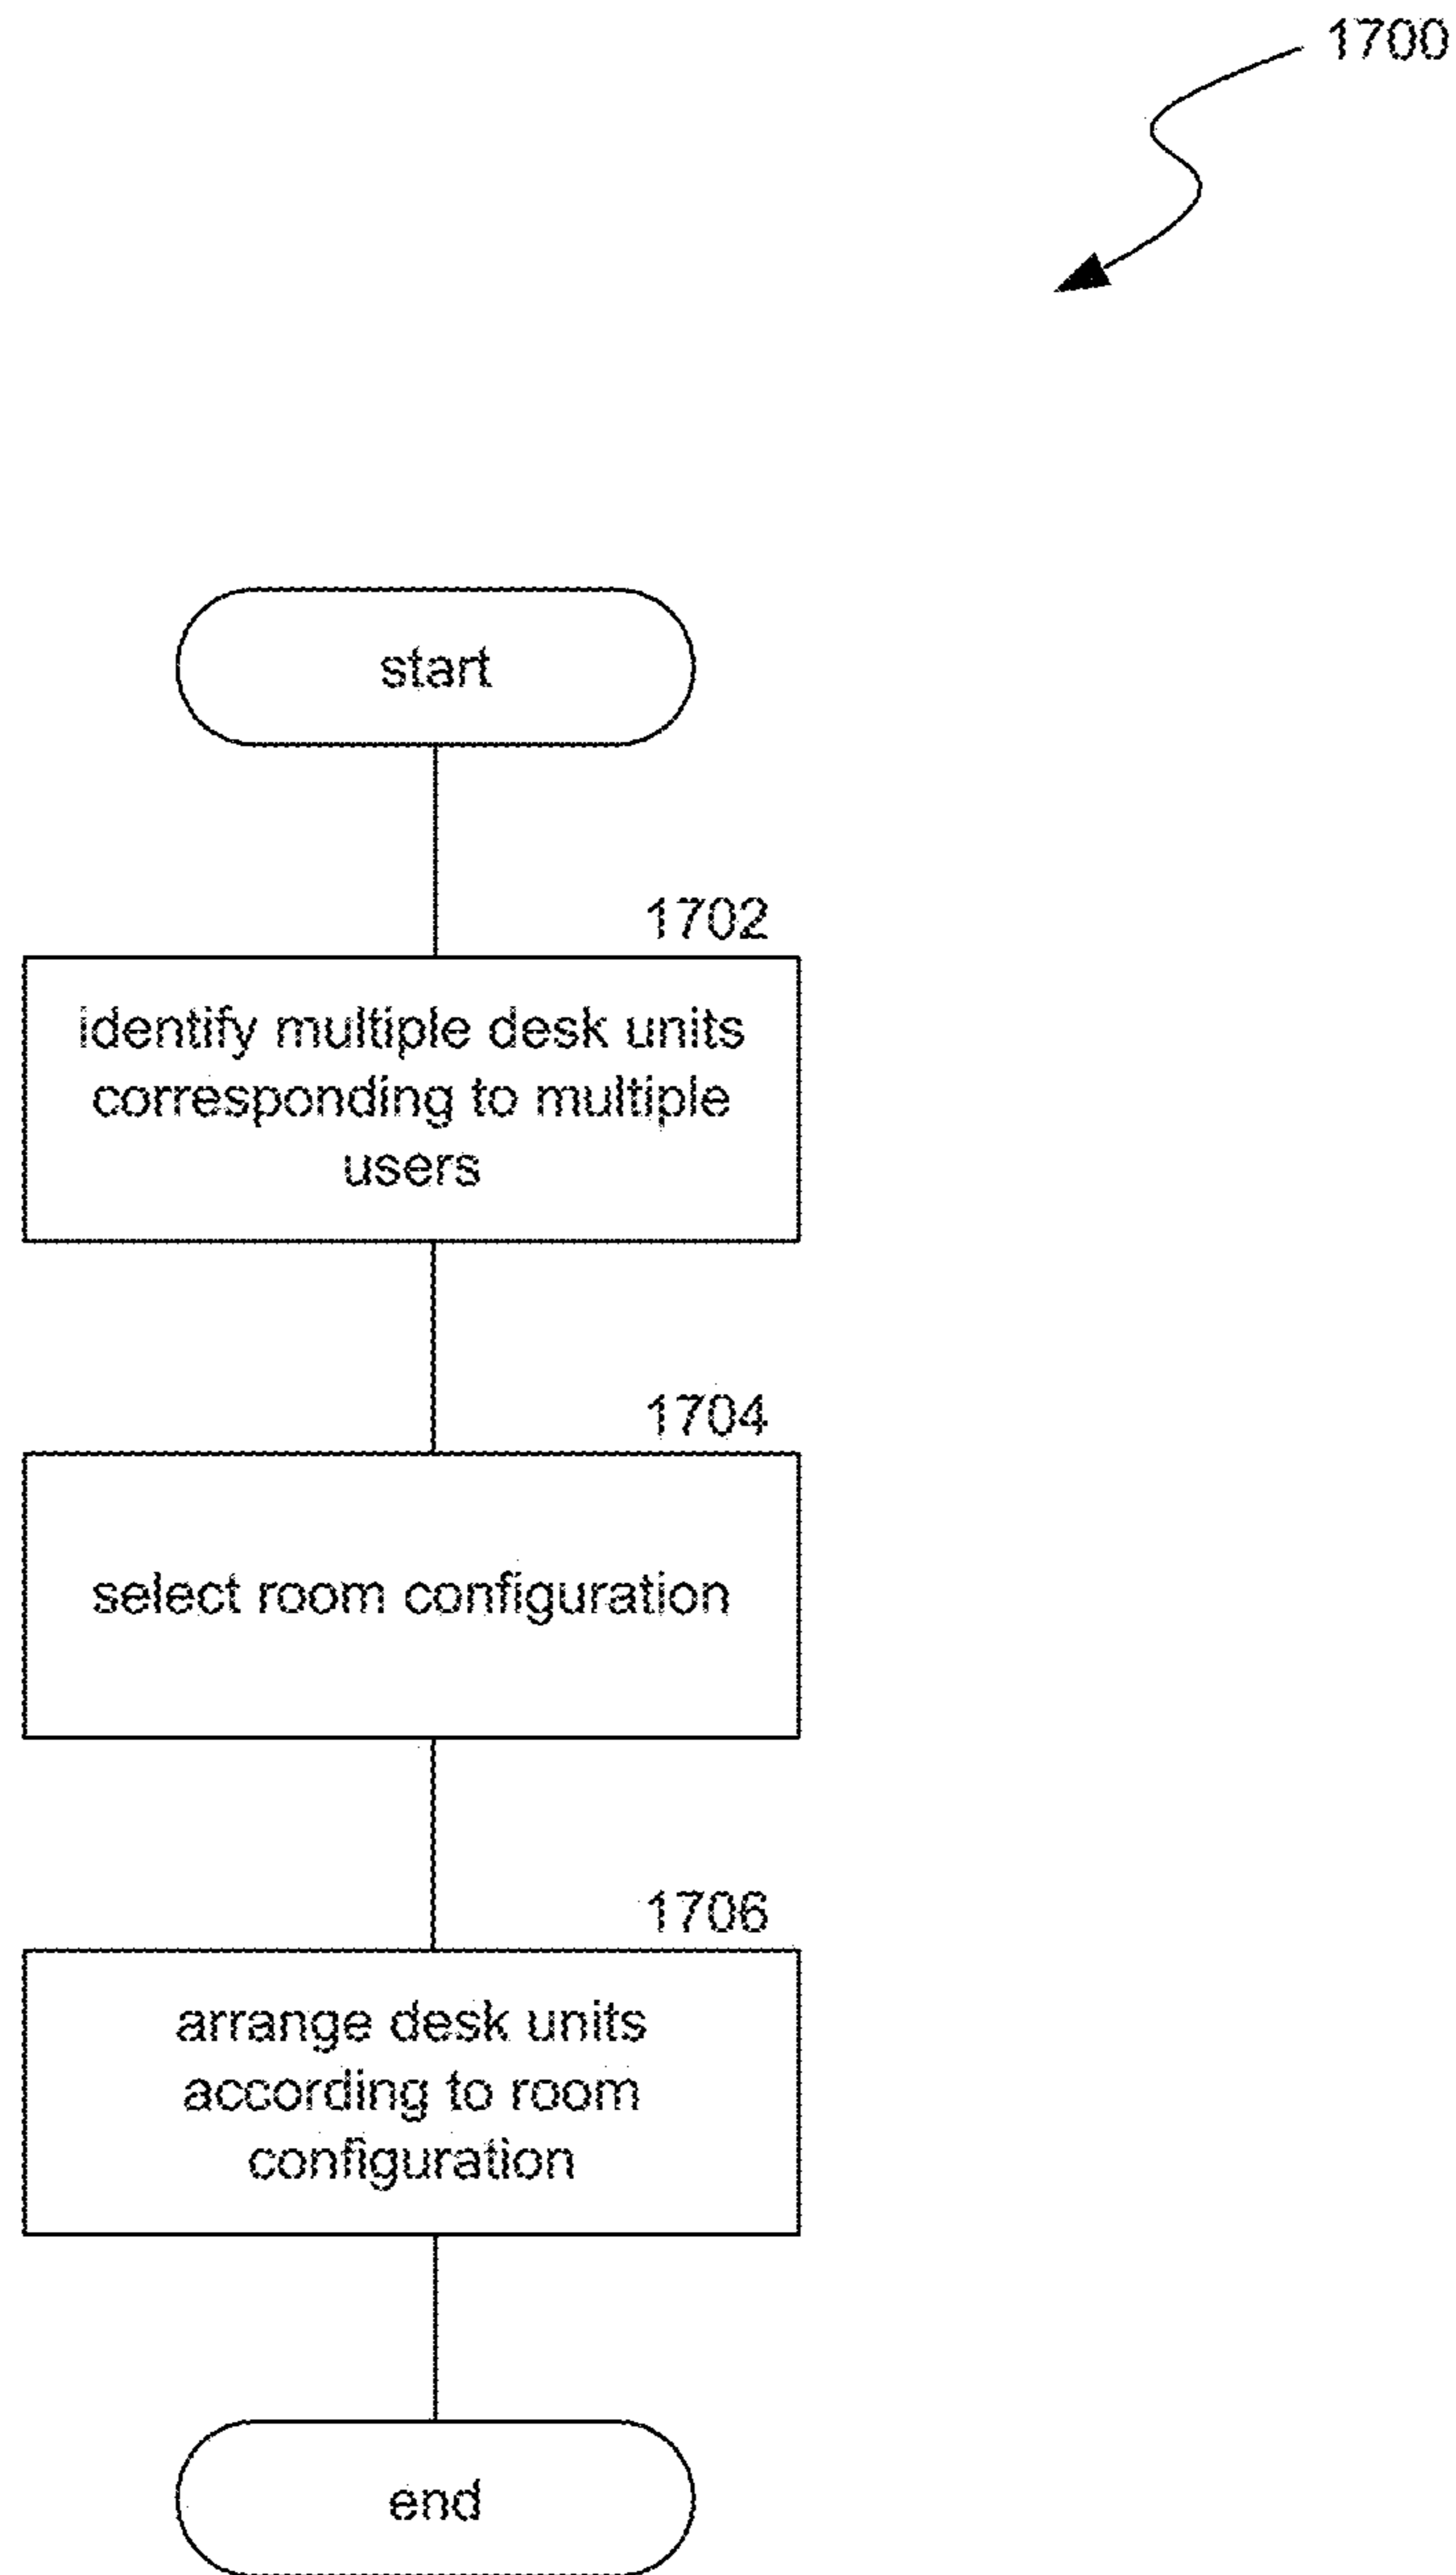 1700
start
1702
identify multiple desk units
corresponding to multiple
users
1704
select room configuration
1706
arrange desk units
according to room
configuration
end